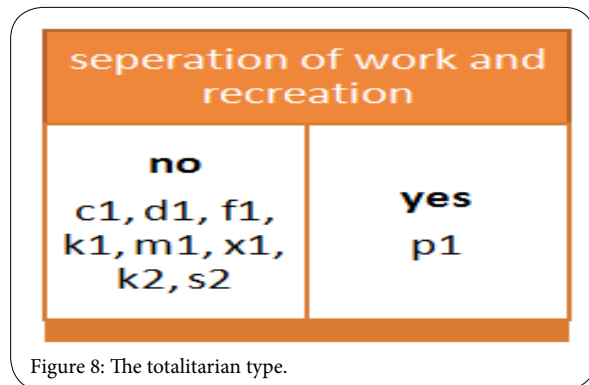 seperation of work and
recreation
no
c1, d1, f1,
k1, m1, x1,
k2, s2
yes
p1
Figure 8: The totalitarian type.